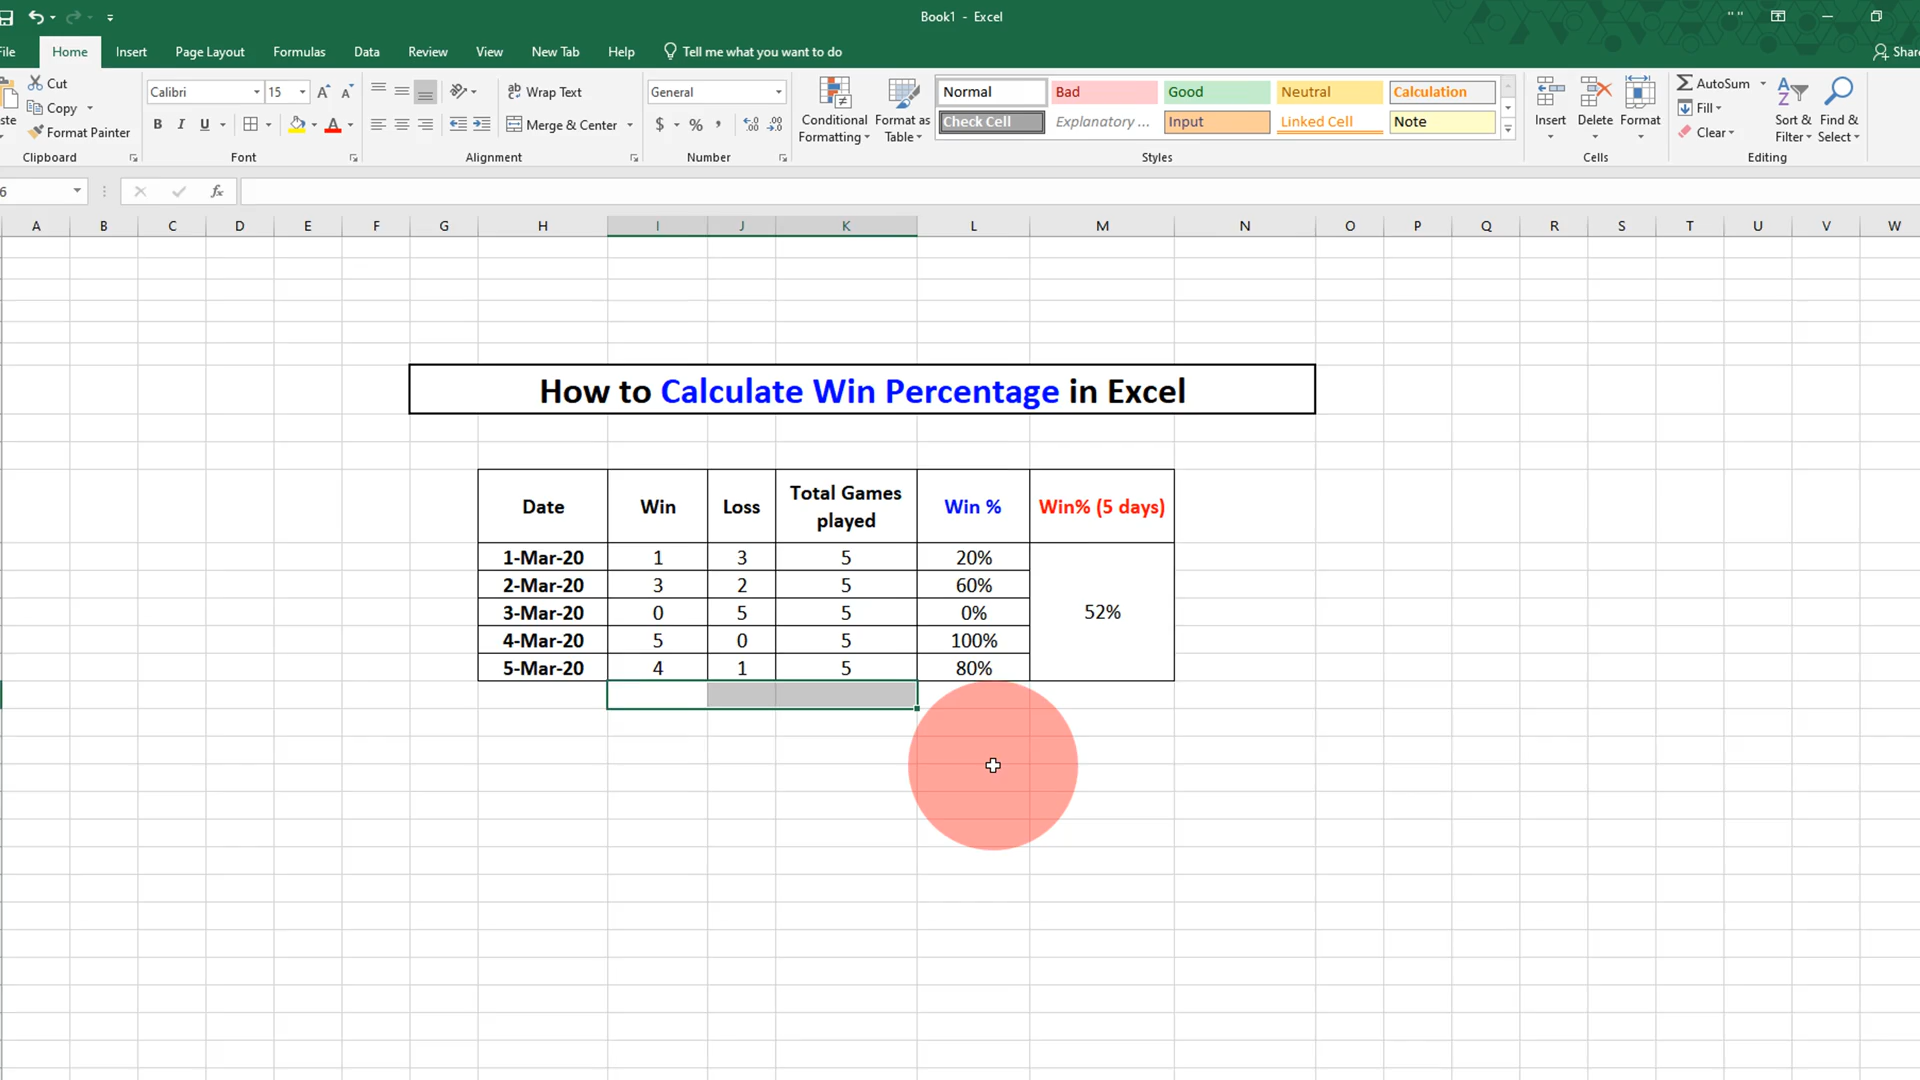 Book1 - Excel
File Home Insert Page Layout Formulas Data Review View New Tab Help Tell me what you want to do
Cut
Copy
Format Painter
Clipboard
Calibri 15
B I U
Font
Wrap Text
Merge & Center
Alignment
General
$ % ,
Number
Conditional Formatting
Format as Table
Normal Bad Good Neutral Calculation
Check Cell Explanatory ... Input Linked Cell Note
Styles
Insert Delete Format
Cells
AutoSum
Fill
Clear
Sort & Filter
Find & Select
Editing
6
fx
A B C D E F G H I J K L M N O P Q R S T U V W
How to Calculate Win Percentage in Excel
Date Win Loss Total Games played Win % Win% (5 days)
1-Mar-20 1 3 5 20%
2-Mar-20 3 2 5 60%
3-Mar-20 0 5 5 0% 52%
4-Mar-20 5 0 5 100%
5-Mar-20 4 1 5 80%